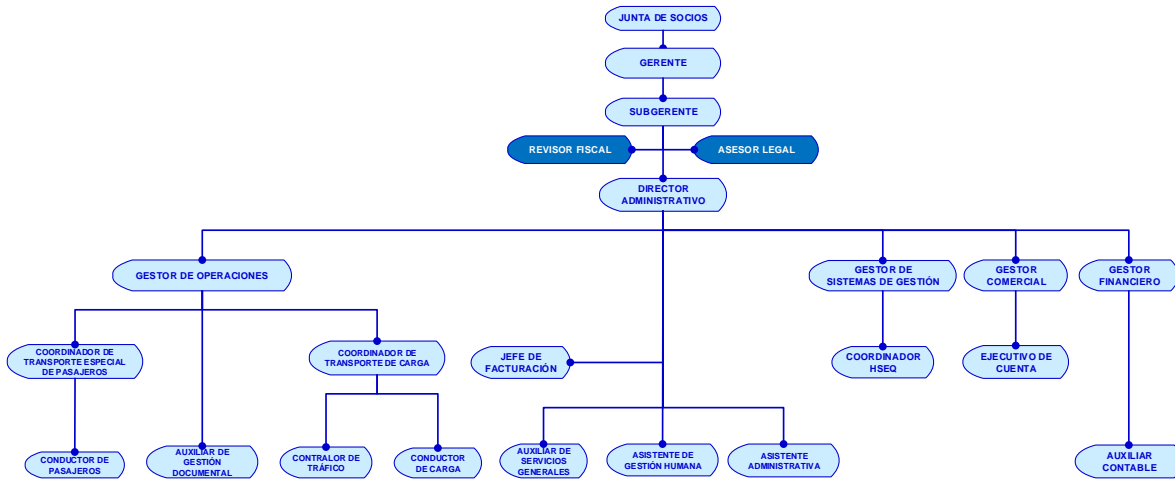 JUNTA DE SOCIOS
GERENTE
SUBGERENTE
REVISOR FISCAL
ASESOR LEGAL
DIRECTOR
ADMINISTRATIVO
GESTOR DE OPERACIONES
GESTOR DE
SISTEMAS DE GESTIÓN
GESTOR
COMERCIAL
GESTOR
FINANCIERO
COORDINADOR DE
TRANSPORTE ESPECIAL
DE PASAJEROS
COORDINADOR DE
TRANSPORTE DE CARGA
JEFE DE
FACTURACIÓN
COORDINADOR
HSEQ
EJECUTIVO DE
CUENTA
CONDUCTOR DE
PASAJEROS
AUXILIAR DE
GESTIÓN
DOCUMENTAL
CONTRALOR DE
TRÁFICO
CONDUCTOR
DE CARGA
AUXILIAR DE
SERVICIOS
GENERALES
ASISTENTE DE
GESTIÓN HUMANA
ASISTENTE
ADMINISTRATIVA
AUXILIAR
CONTABLE